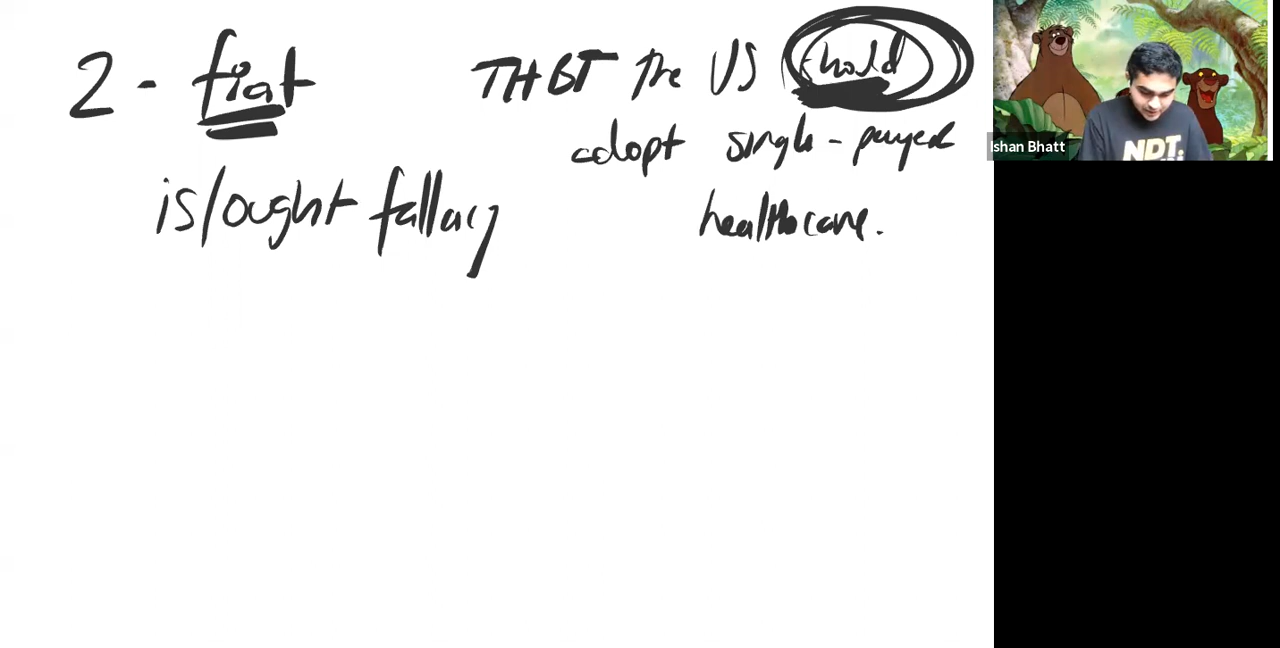 2 - fiat
is/ought fallacy
THBT the US should
adopt single-payer
healthcare.
Ishan Bhatt
NDT.